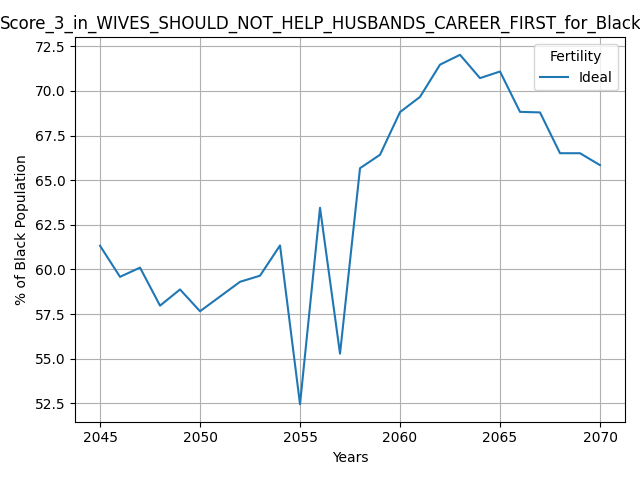 Score_3_in_WIVES_SHOULD_NOT_HELP_HUSBANDS_CAREER_FIRST_for_Black
Fertility
Ideal
72.5
70.0
67.5
65.0
62.5
60.0
57.5
55.0
52.5
% of Black Population
2045 2050 2055 2060 2065 2070
Years